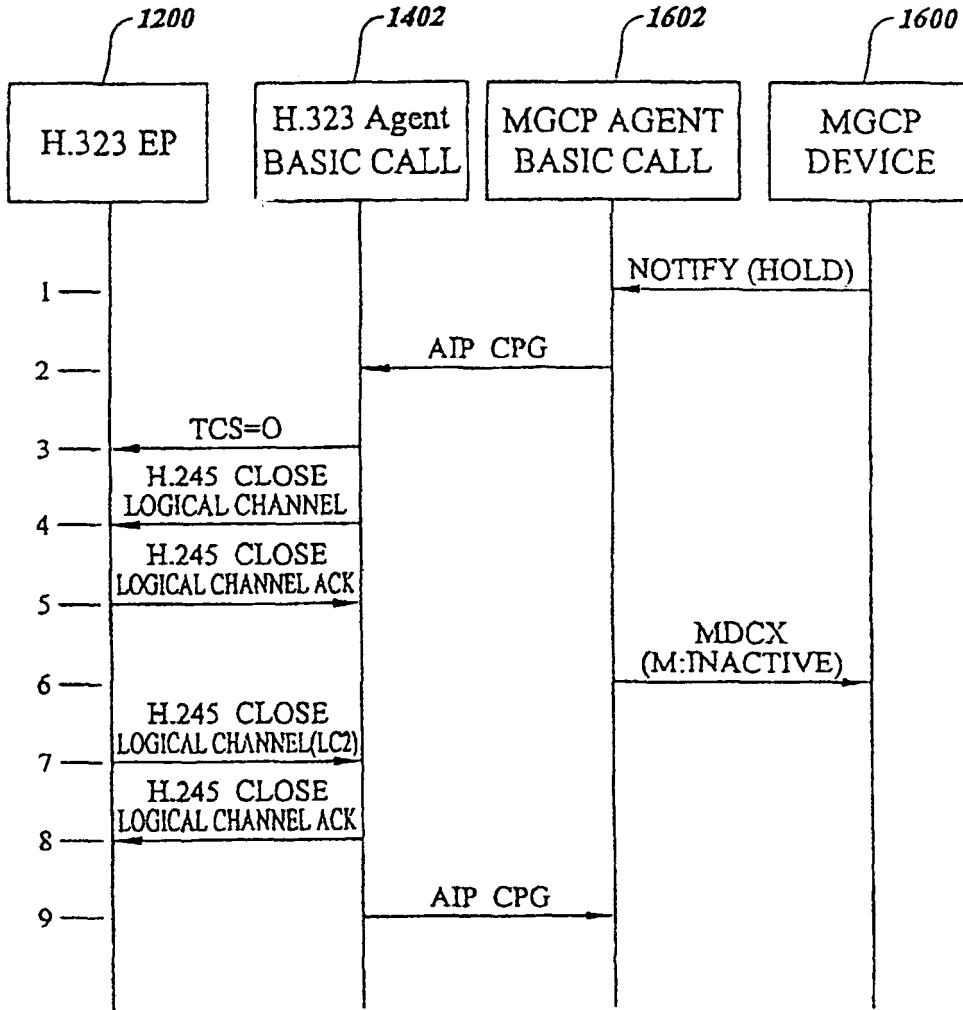 1200
1402
1602
1600
H.323 EP
H.323 Agent
BASIC CALL
MGCP AGENT
BASIC CALL
MGCP
DEVICE
1
NOTIFY (HOLD)
2
AIP CPG
3
TCS=O
H.245 CLOSE
LOGICAL CHANNEL
4
H.245 CLOSE
LOGICAL CHANNEL ACK
5
MDCX
(M:INACTIVE)
6
H.245 CLOSE
LOGICAL CHANNEL(LC2)
7
H.245 CLOSE
LOGICAL CHANNEL ACK
8
9
AIP CPG